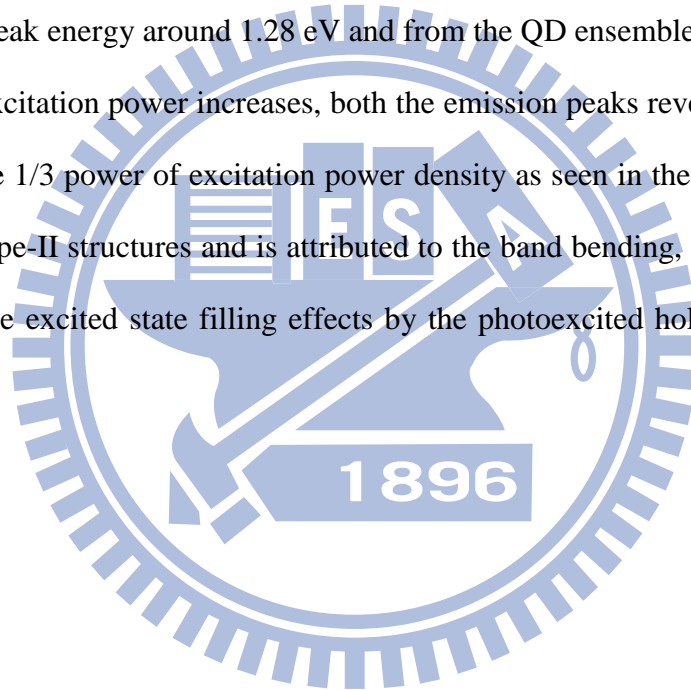 eak energy around 1.28 eV and from the QD ensemble
xcitation power increases, both the emission peaks rev
e 1/3 power of excitation power density as seen in the
pe-II structures and is attributed to the band bending,
e excited state filling effects by the photoexcited hol
E S A
1896